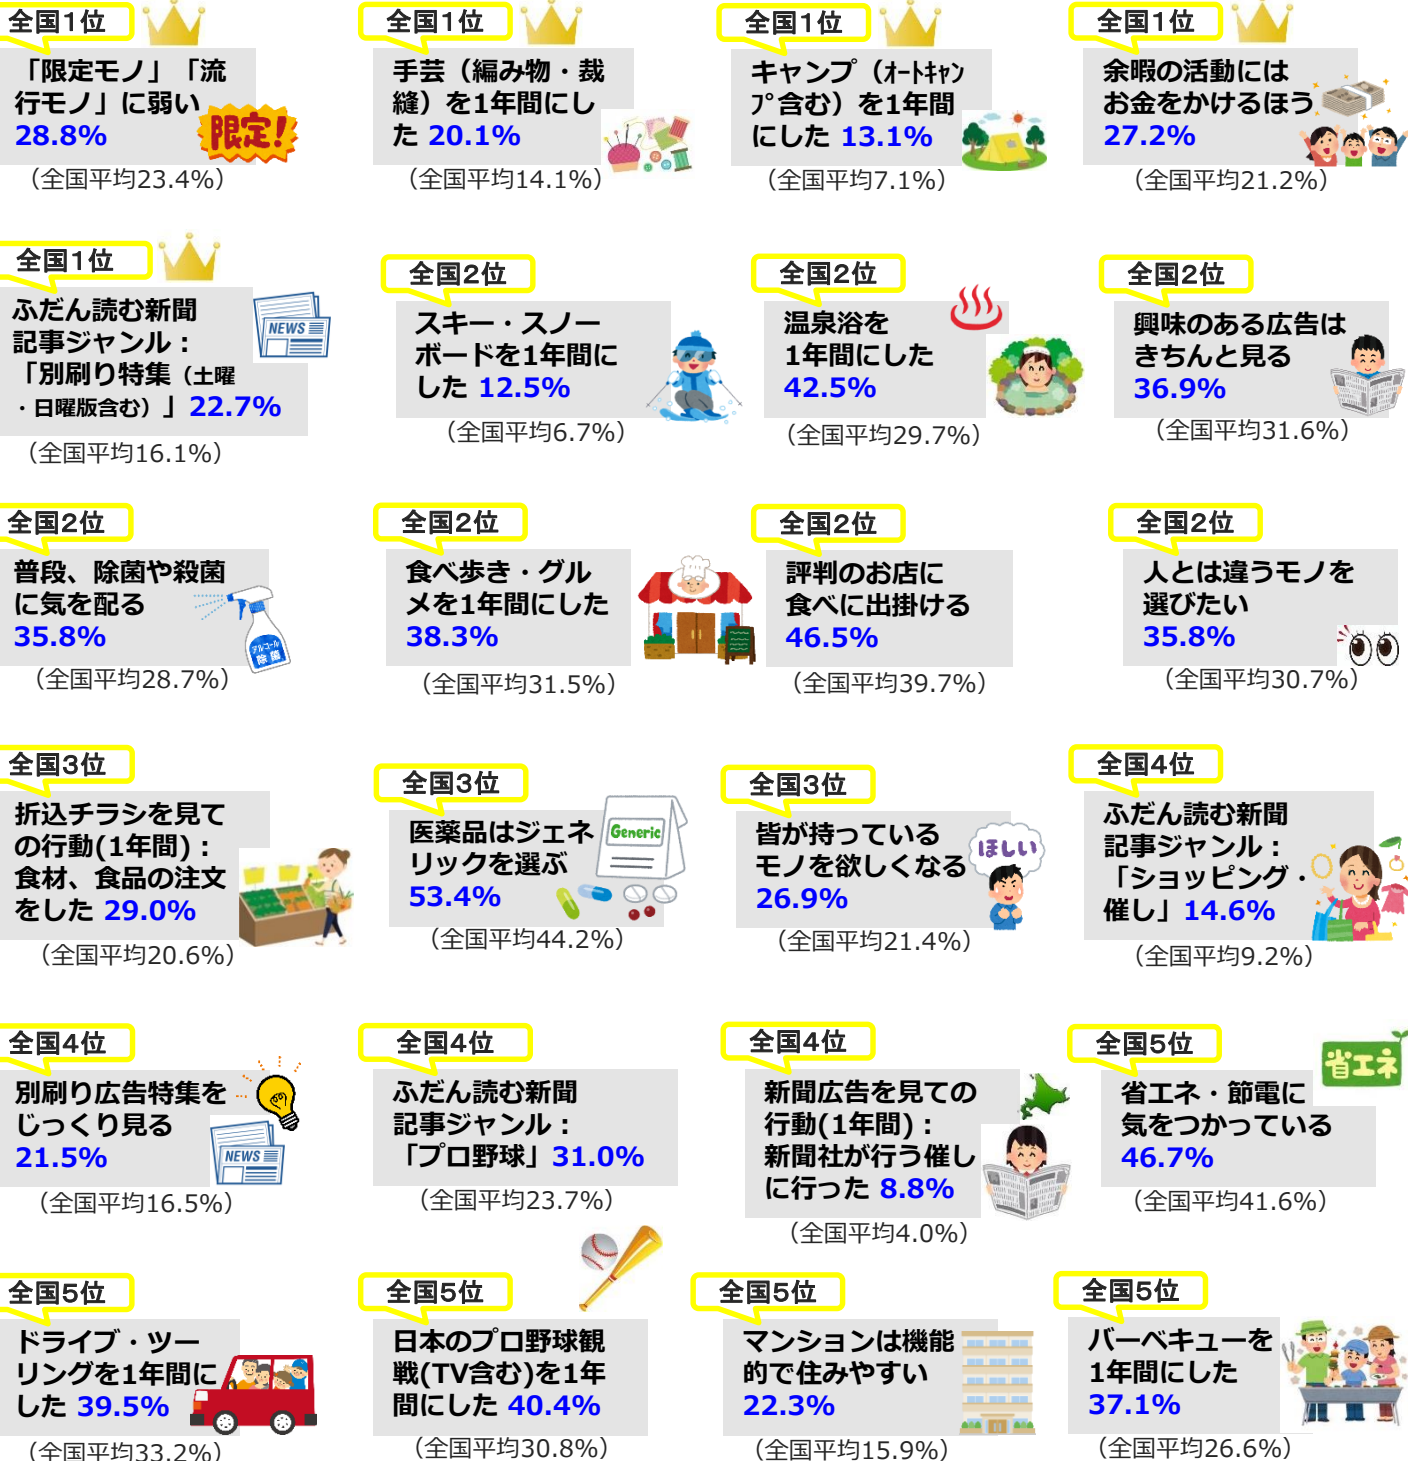 全国1位
「限定モノ」「流
行モノ」に弱い
28.8%
限定!
（全国平均23.4%）
全国1位
手芸（編み物・裁
縫）を1年間にし
た 20.1%
（全国平均14.1%）
全国1位
キャンプ（ｵｰﾄｷｬﾝ
ﾌﾟ含む）を1年間
にした 13.1%
（全国平均7.1%）
全国1位
余暇の活動には
お金をかけるほう
27.2%
（全国平均21.2%）
全国1位
ふだん読む新聞
記事ジャンル：
「別刷り特集（土曜
・日曜版含む）」22.7%
NEWS
（全国平均16.1%）
全国2位
スキー・スノー
ボードを1年間に
した 12.5%
（全国平均6.7%）
全国2位
温泉浴を
1年間にした
42.5%
（全国平均29.7%）
全国2位
興味のある広告は
きちんと見る
36.9%
（全国平均31.6%）
全国2位
普段、除菌や殺菌
に気を配る
35.8%
アルコール
除菌
（全国平均28.7%）
全国2位
食べ歩き・グル
メを1年間にした
38.3%
（全国平均31.5%）
全国2位
評判のお店に
食べに出掛ける
46.5%
（全国平均39.7%）
全国2位
人とは違うモノを
選びたい
35.8%
（全国平均30.7%）
全国3位
折込チラシを見て
の行動(1年間)：
食材、食品の注文
をした 29.0%
（全国平均20.6%）
全国3位
医薬品はジェネ
リックを選ぶ
53.4%
Generic
（全国平均44.2%）
全国3位
皆が持っている
モノを欲しくなる
26.9%
ほしい
（全国平均21.4%）
全国4位
ふだん読む新聞
記事ジャンル：
「ショッピング・
催し」14.6%
（全国平均9.2%）
全国4位
別刷り広告特集を
じっくり見る
21.5%
NEWS
（全国平均16.5%）
全国4位
ふだん読む新聞
記事ジャンル：
「プロ野球」31.0%
（全国平均23.7%）
全国4位
新聞広告を見ての
行動(1年間)：
新聞社が行う催し
に行った 8.8%
（全国平均4.0%）
全国5位
省エネ
省エネ・節電に
気をつかっている
46.7%
（全国平均41.6%）
全国5位
ドライブ・ツー
リングを1年間に
した 39.5%
（全国平均33.2%）
全国5位
日本のプロ野球観
戦(TV含む)を1年
間にした 40.4%
（全国平均30.8%）
全国5位
マンションは機能
的で住みやすい
22.3%
（全国平均15.9%）
全国5位
バーベキューを
1年間にした
37.1%
（全国平均26.6%）